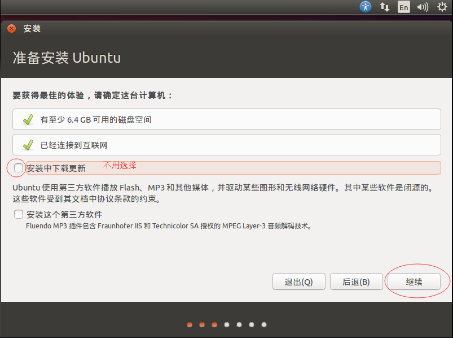 En
安装
准备安装 Ubuntu
要获得最佳的体验，请确定这台计算机：
有至少 6.4 GB 可用的磁盘空间
已经连接到互联网
安装中下载更新 不用选择
Ubuntu 使用第三方软件播放 Flash、MP3 和其他媒体，并驱动某些图形和无线网络硬件。其中某些软件是闭源的。
这些软件受到其文档中协议条款的约束。
安装这个第三方软件
Fluendo MP3 插件包含 Fraunhofer IIS 和 Technicolor SA 授权的 MPEG Layer-3 音频解码技术。
退出(Q) 后退(B) 继续